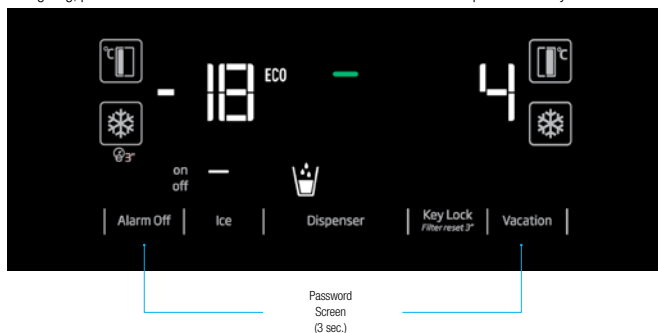 °C
- 18 ECO
4
°C
3"
on
off
Alarm Off
Ice
Dispenser
Key Lock
Filter reset 3"
Vacation
Password
Screen
(3 sec.)